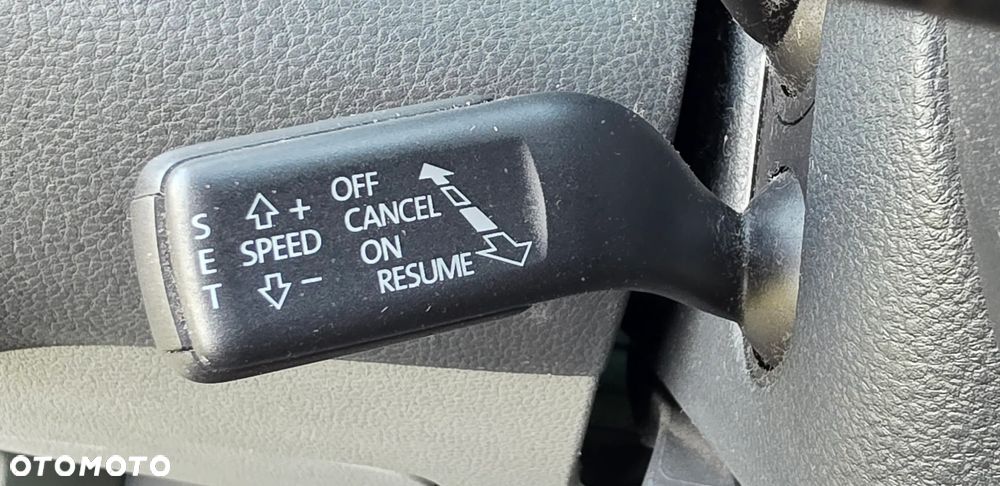 S
E
T
+
SPEED
–
OFF
CANCEL
ON
RESUME
OTOMOTO